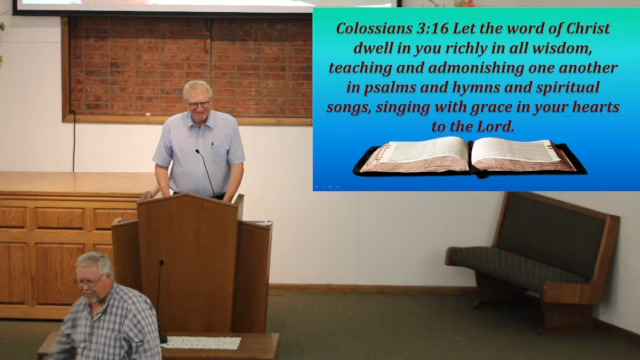 Colossians 3:16 Let the word of Christ
dwell in you richly in all wisdom,
teaching and admonishing one another
in psalms and hymns and spiritual
songs, singing with grace in your hearts
to the Lord.